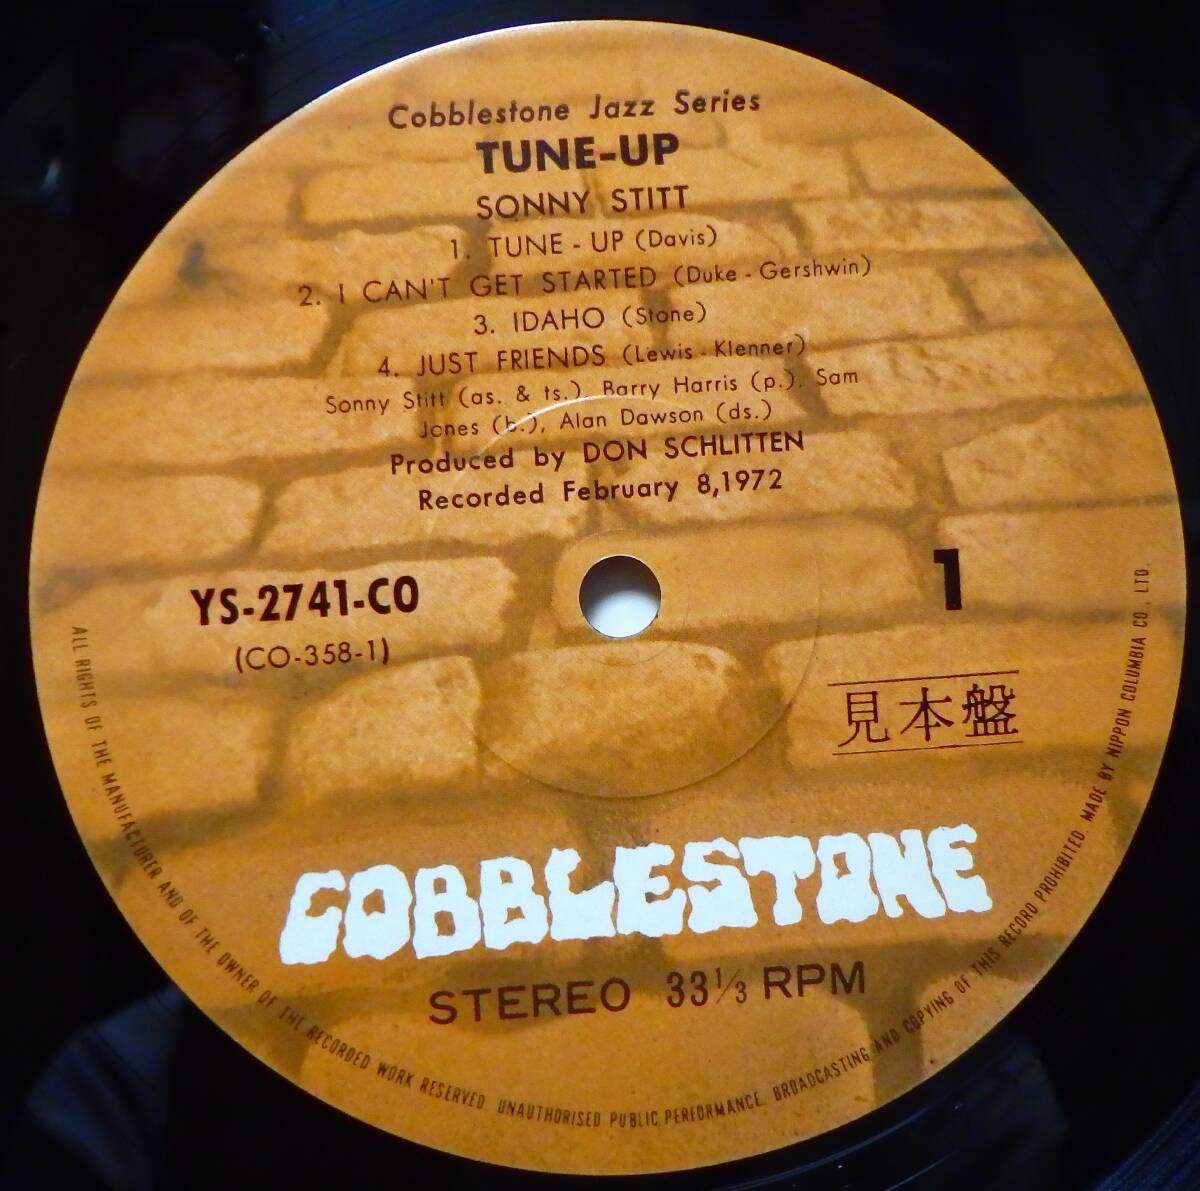 Cobblestone Jazz Series
TUNE-UP
SONNY STITT
1. TUNE - UP (Davis)
2. I CAN'T GET STARTED (Duke - Gershwin)
3. IDAHO (Stone)
4. JUST FRIENDS (Lewis - Klenner)
Sonny Stitt (as. & ts.), Barry Harris (p.), Sam
Jones (b.), Alan Dawson (ds.)
Produced by DON SCHLITTEN
Recorded February 8,1972
YS-2741-CO
(CO-358-1)
1
見本盤
COBBLESTONE
STEREO 33 1/3 RPM
ALL RIGHTS OF THE MANUFACTURER AND OF THE OWNER OF THE RECORDED WORK RESERVED. UNAUTHORISED PUBLIC PERFORMANCE. BROADCASTING AND COPYING OF THIS RECORD PROHIBITED. MADE BY NIPPON COLUMBIA CO., LTD.